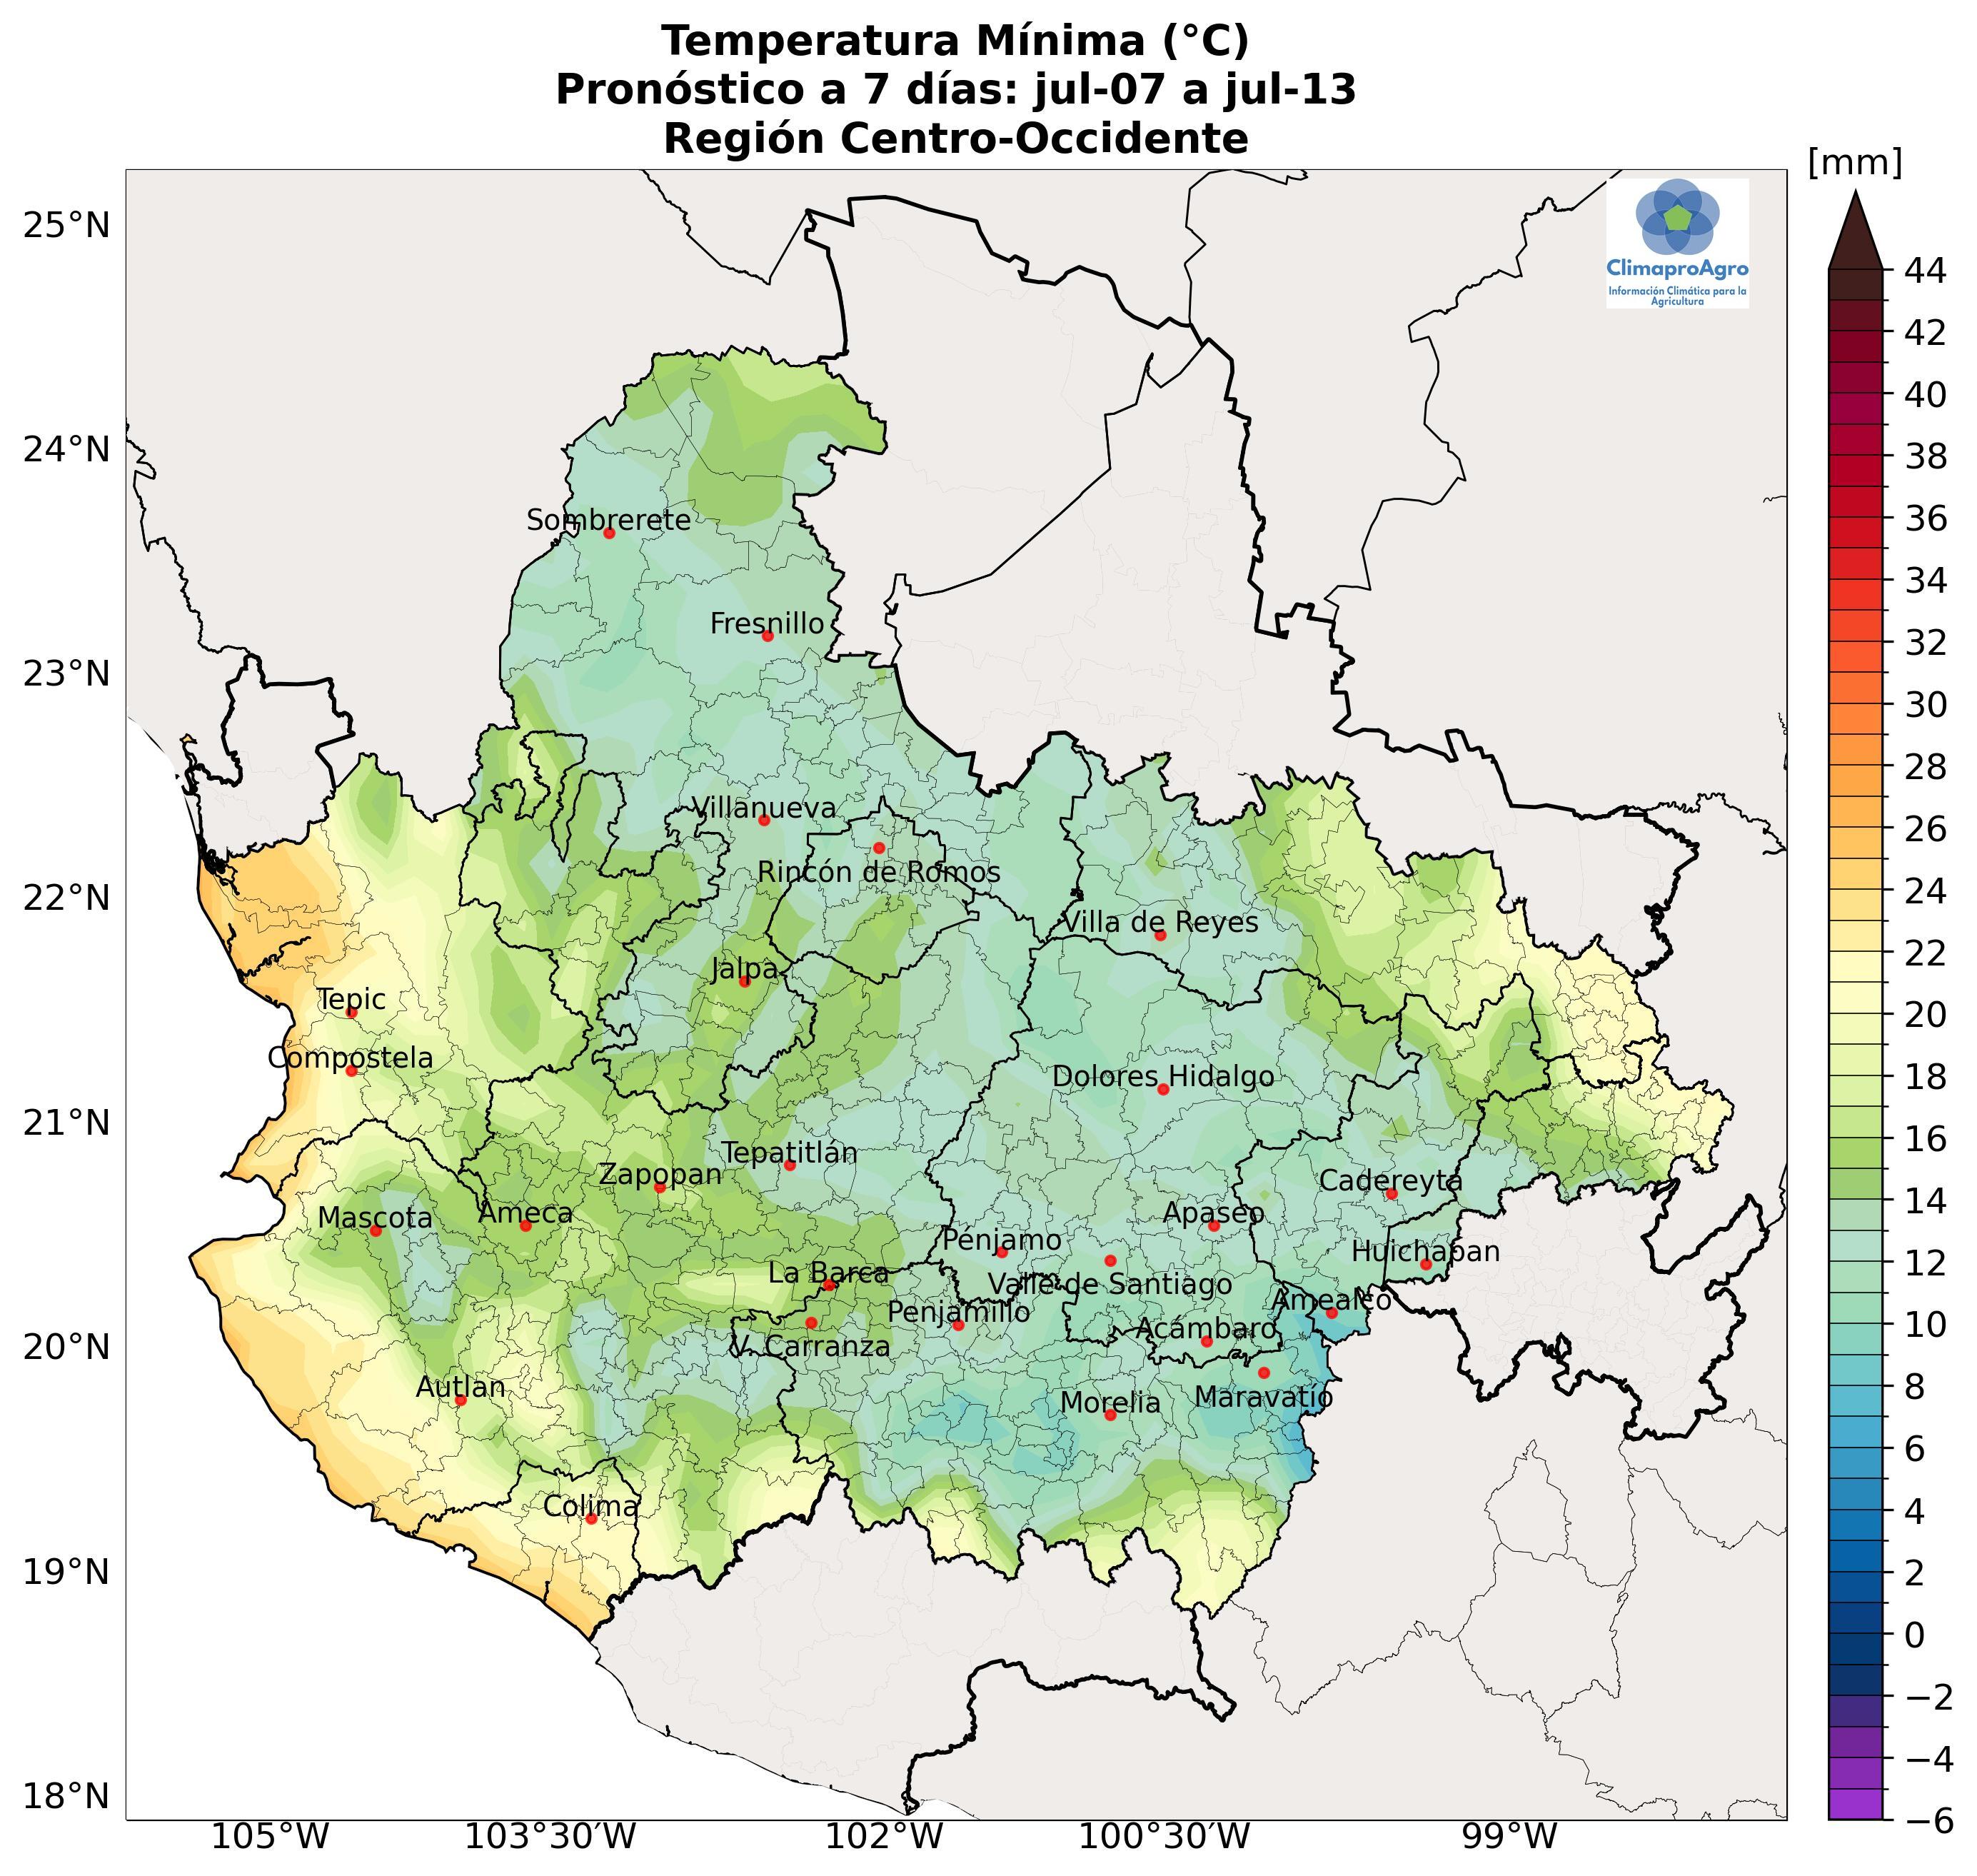 Temperatura Mínima (°C)
Pronóstico a 7 días: jul-07 a jul-13
Región Centro-Occidente
[mm]
ClimaproAgro
Información Climática para la
Agricultura
25°N
24°N
23°N
22°N
21°N
20°N
19°N
18°N
Sombrerete
Fresnillo
Villanueva
Rincón de Romos
Villa de Reyes
Jalpa
Tepic
Compostela
Dolores Hidalgo
Tepatitlán
Zapopan
Cadereyta
Mascota
Ameca
Apaseo
Pénjamo
Huichapan
La Barca
Valle de Santiago
Amealco
Penjamillo
Acámbaro
V. Carranza
Autlan
Morelia
Maravatío
Colima
105°W
103°30'W
102°W
100°30'W
99°W
44
42
40
38
36
34
32
30
28
26
24
22
20
18
16
14
12
10
8
6
4
2
0
−2
−4
−6